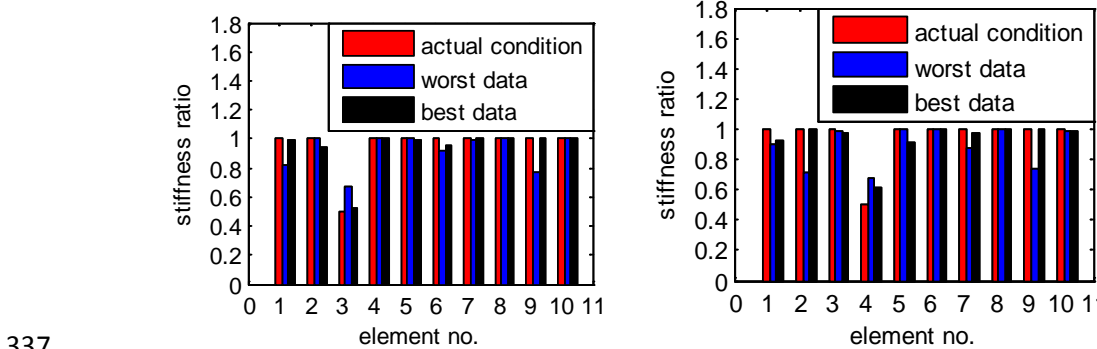 1.8
1.6
1.4
1.2
1
0.8
0.6
0.4
0.2
0
stiffness ratio
actual condition
worst data
best data
0 1 2 3 4 5 6 7 8 9 10 11
element no.
1.8
1.6
1.4
1.2
1
0.8
0.6
0.4
0.2
0
stiffness ratio
actual condition
worst data
best data
0 1 2 3 4 5 6 7 8 9 10 11
element no.
337